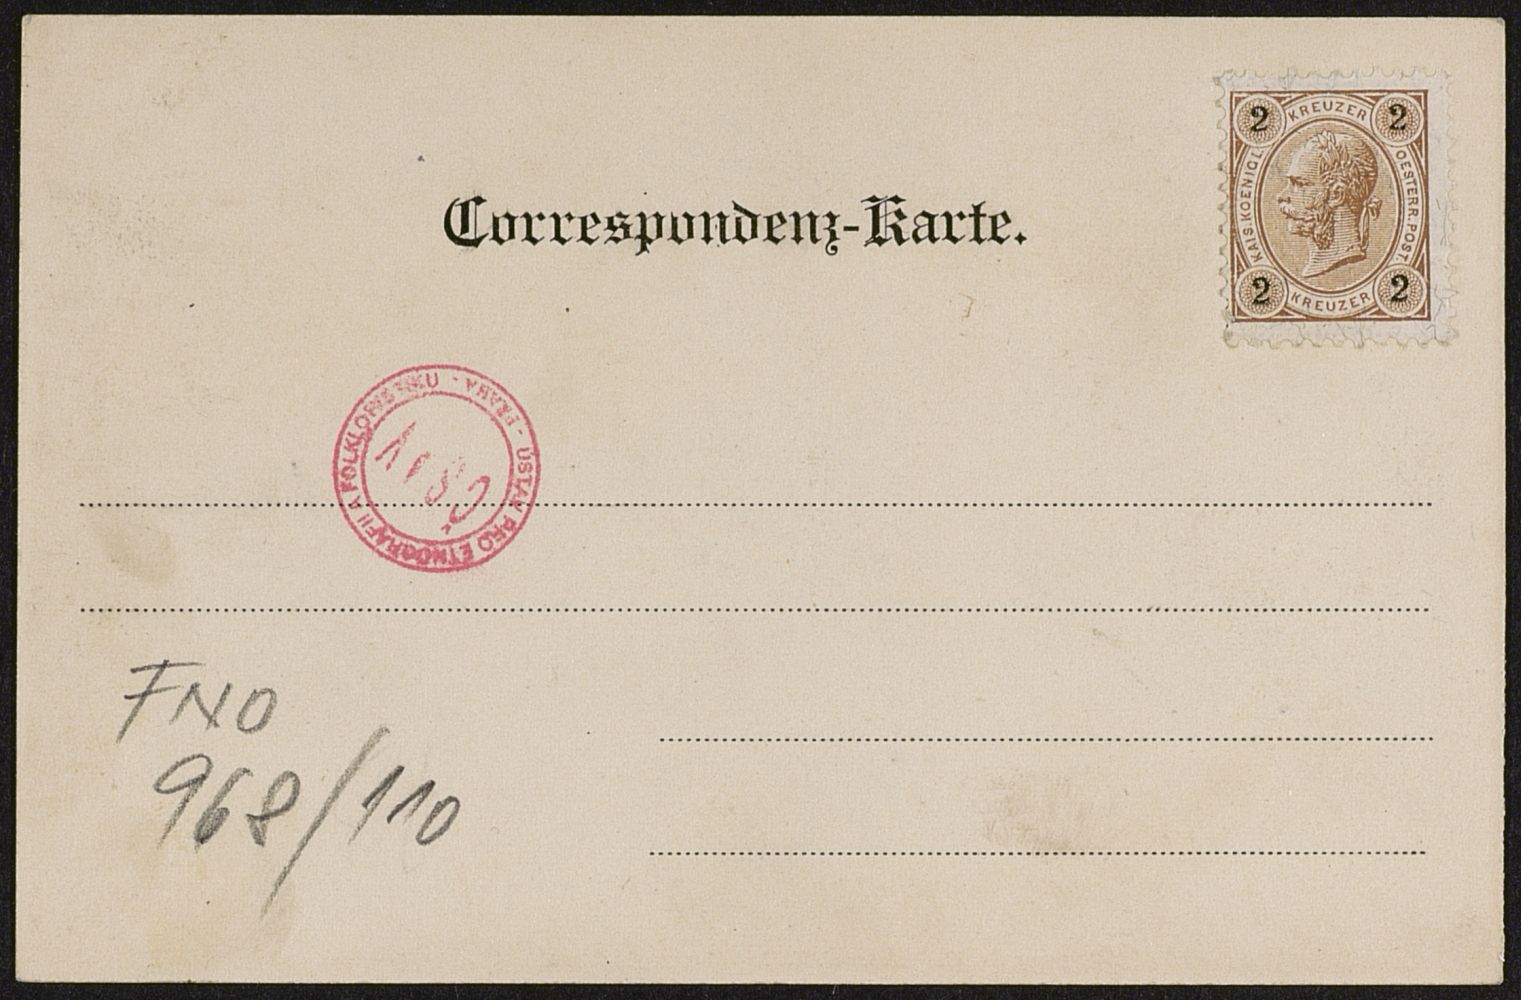 2 KREUZER 2
KAIS.KOENIGL.
OESTERR.POST.
2 KREUZER 2
Correspondenz-Karte.
ÚSTAV PRO ETNOGRAFII A FOLKLORISTIKU - PRAHA -
FNO
968/110